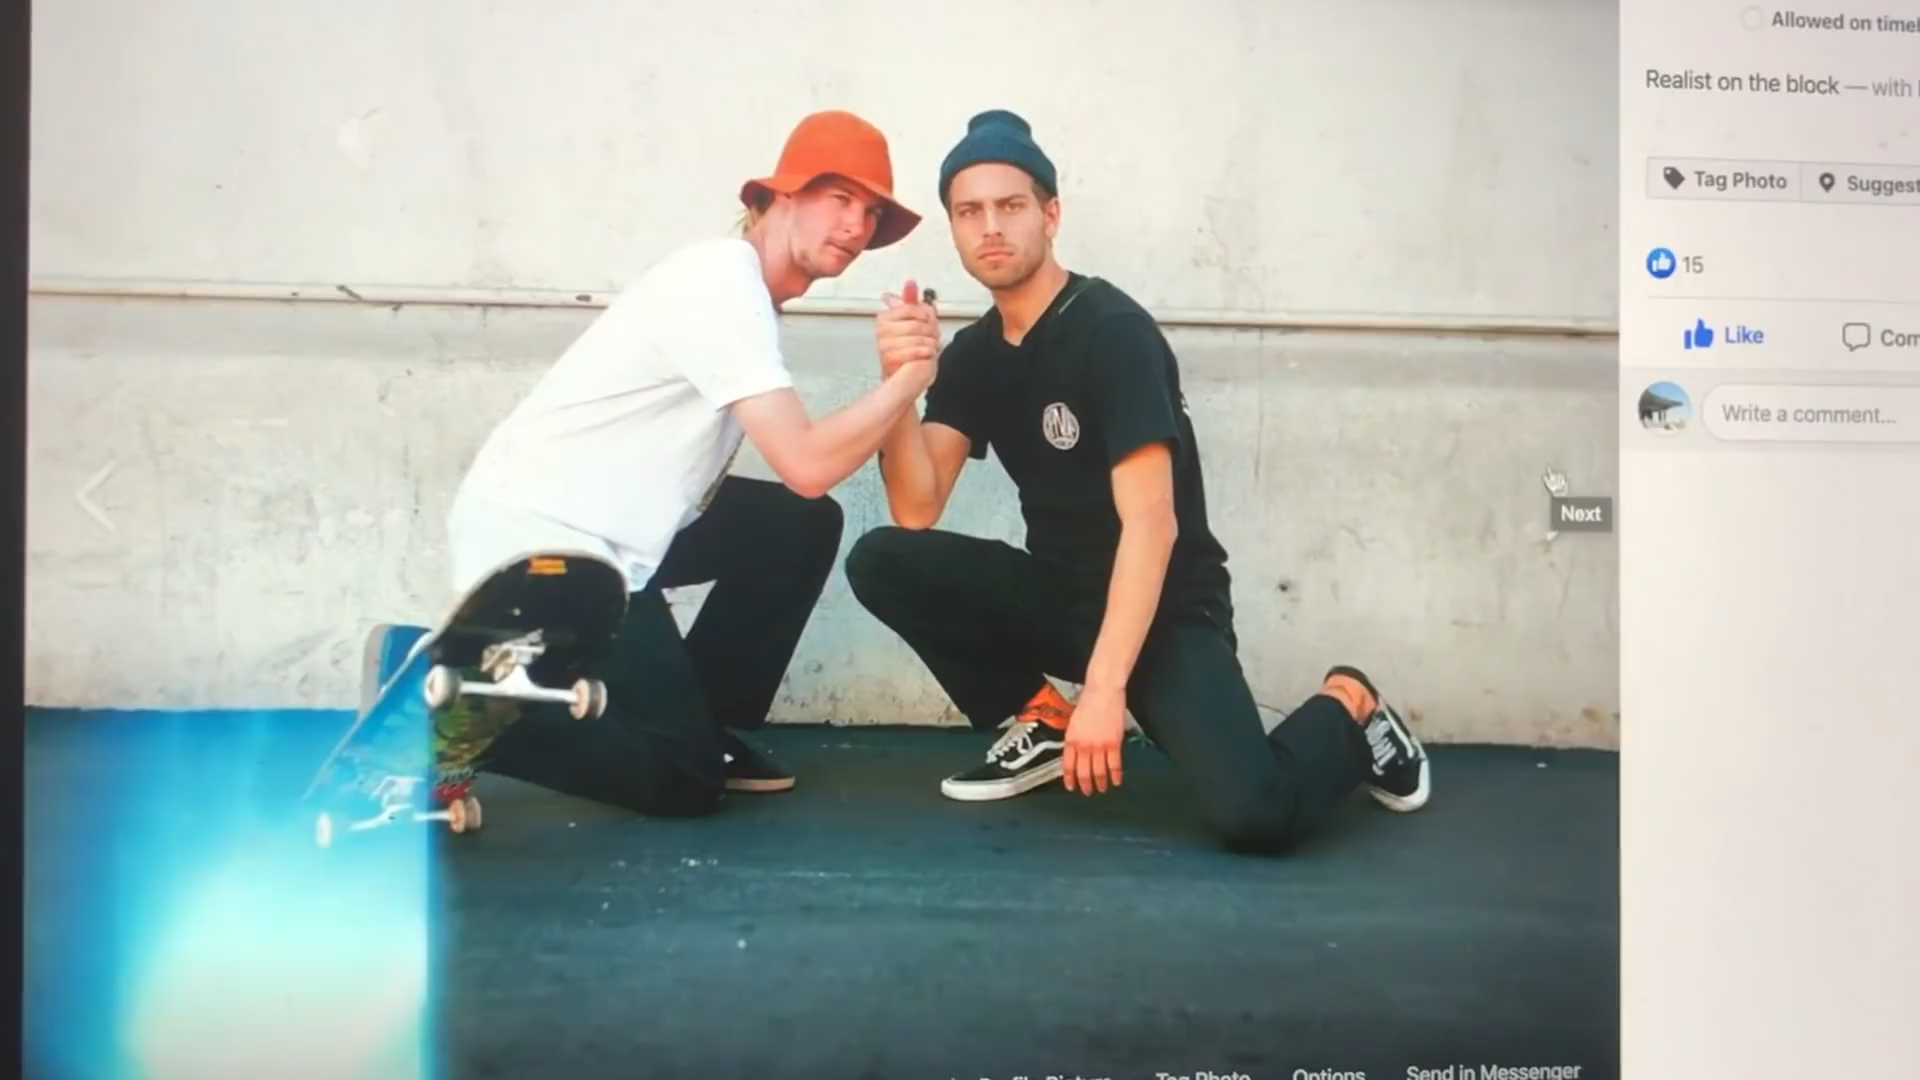 Allowed on timel
Realist on the block — with
Tag Photo
Suggest
15
Like
Com
Write a comment...
Next
Tag Photo
Options
Send in Messenger